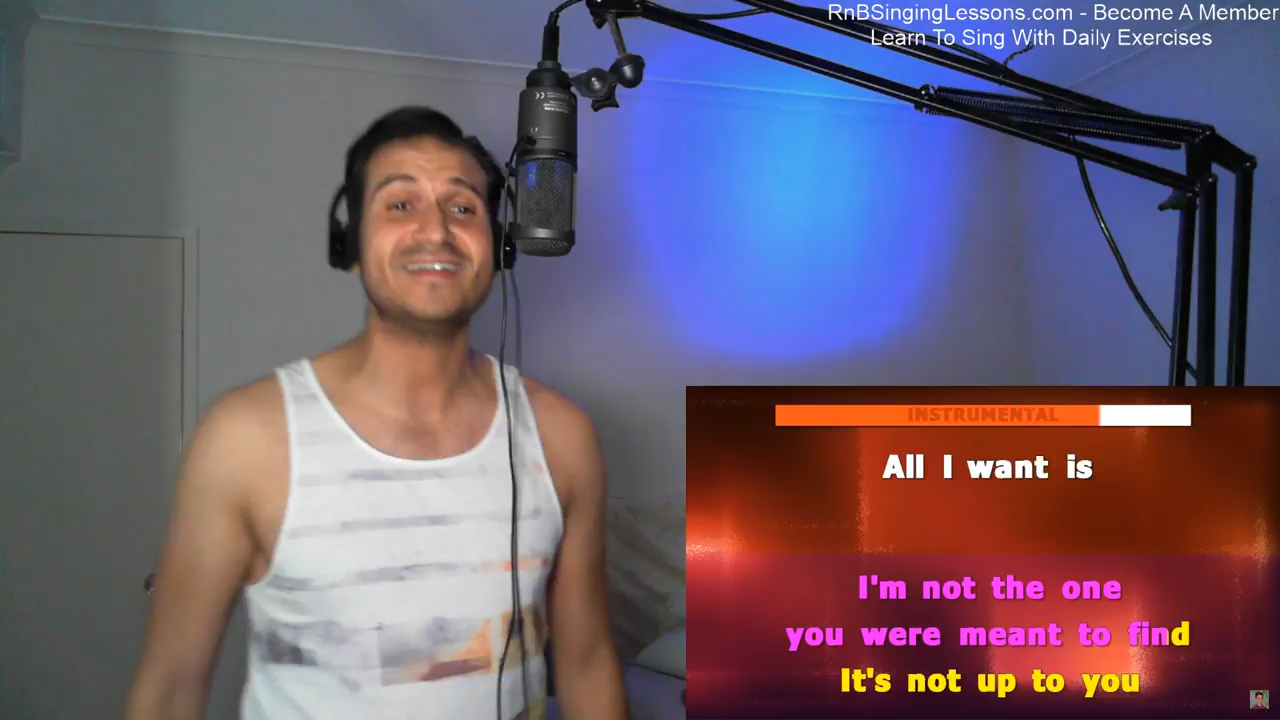 RnBSingingLessons.com - Become A Member
Learn To Sing With Daily Exercises
INSTRUMENTAL
All I want is
I'm not the one
you were meant to find
It's not up to you